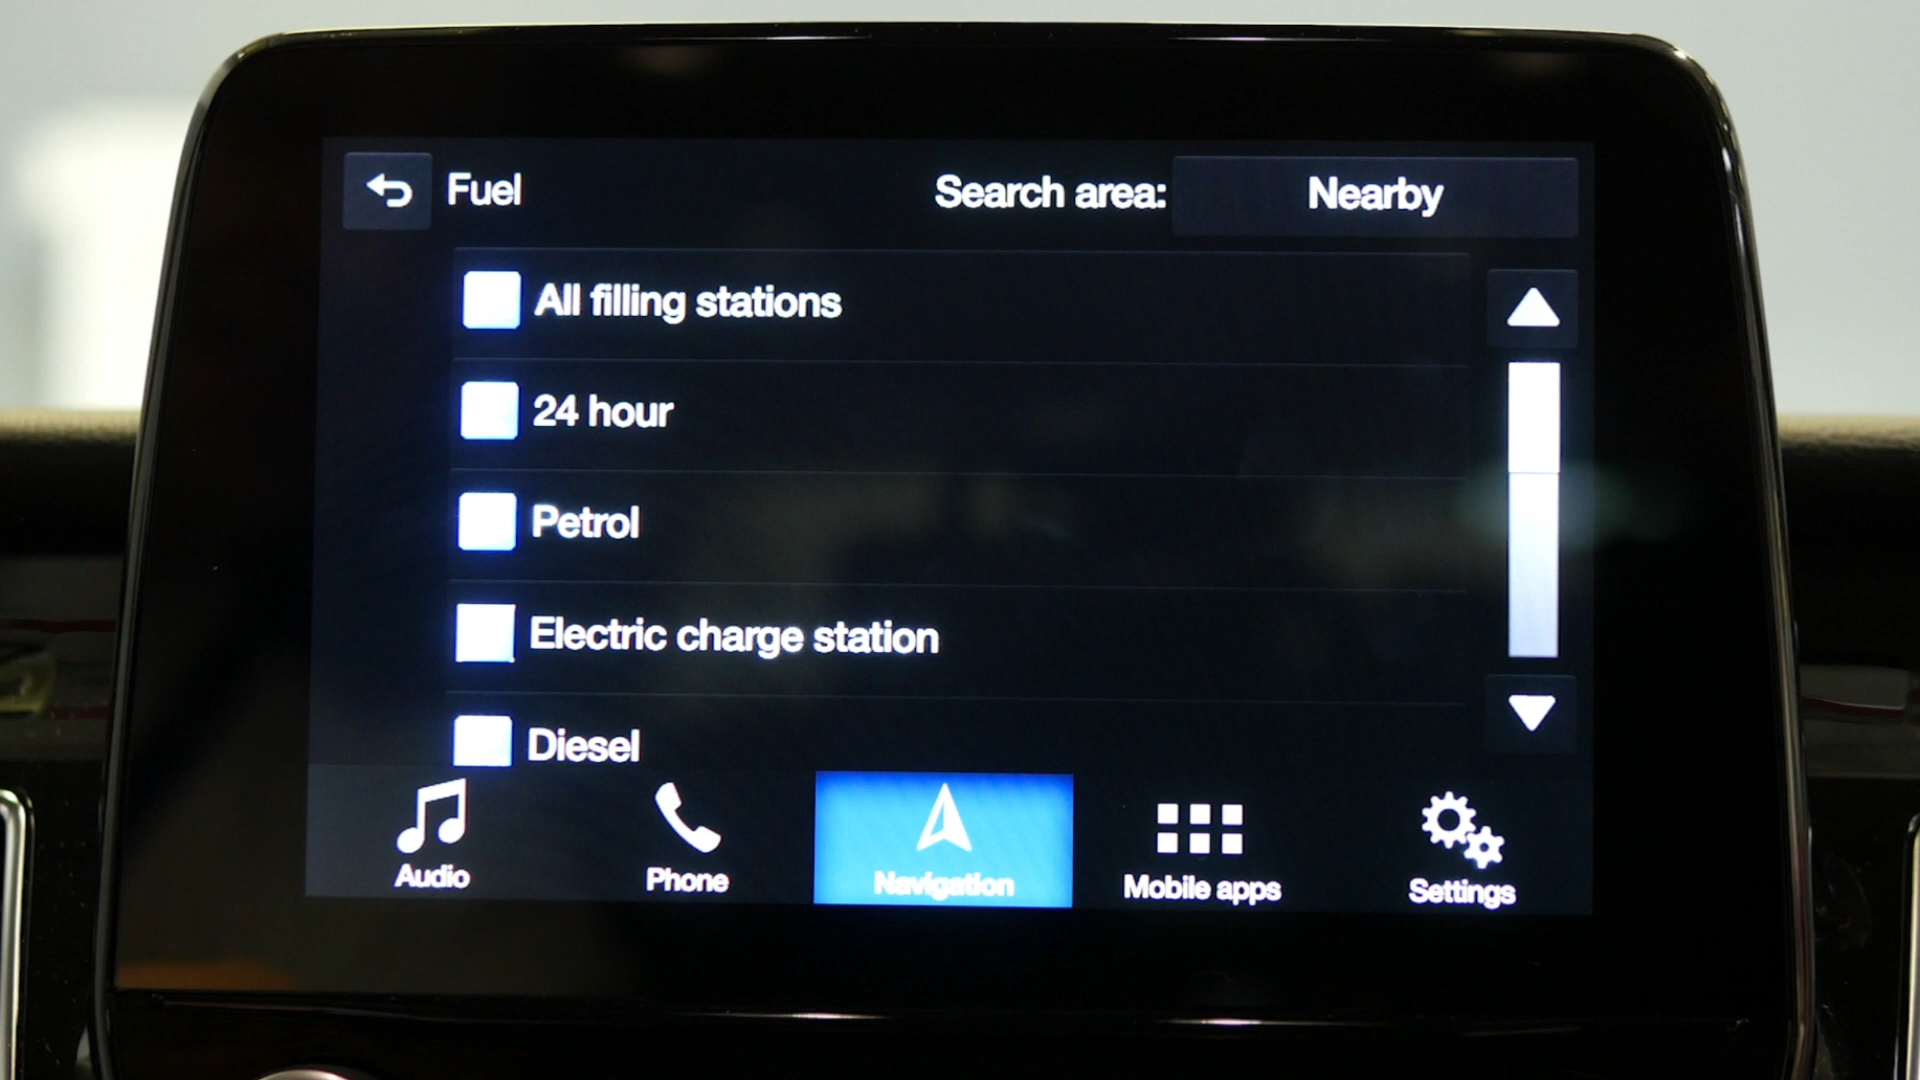 Fuel
Search area: Nearby
All filling stations
24 hour
Petrol
Electric charge station
Diesel
Audio
Phone
Navigation
Mobile apps
Settings